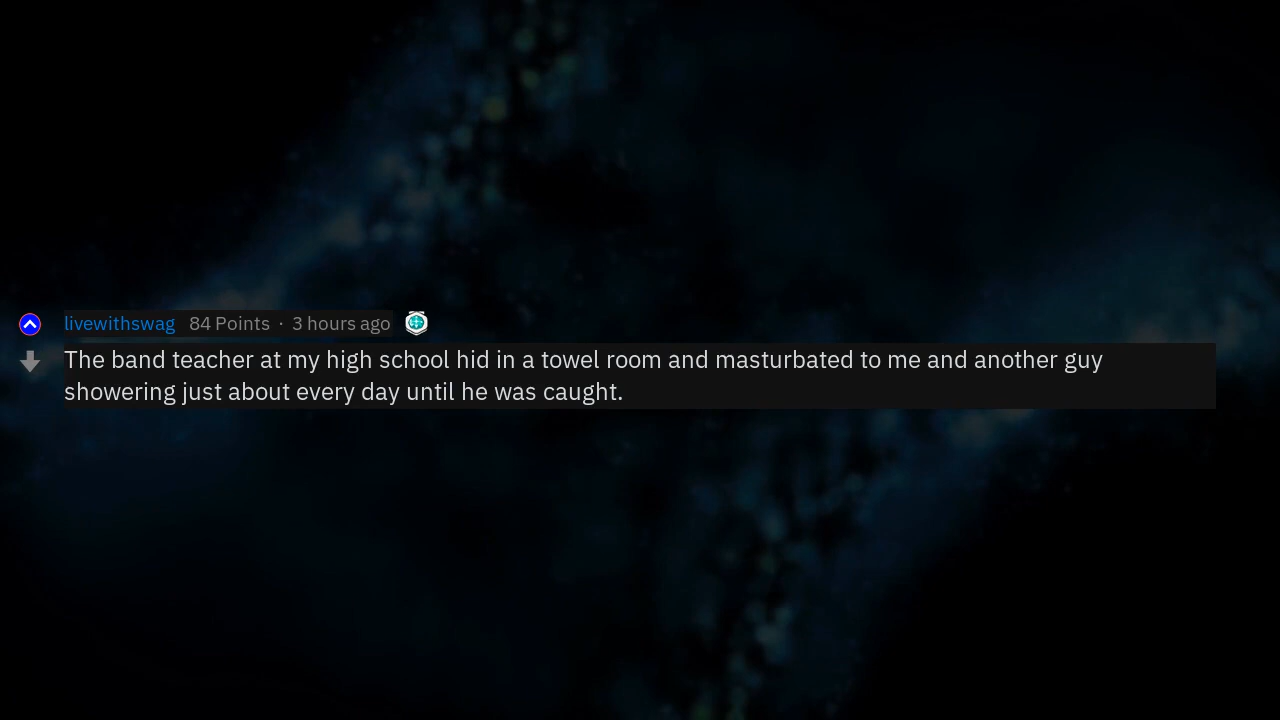 livewithswag 84 Points · 3 hours ago
The band teacher at my high school hid in a towel room and masturbated to me and another guy
showering just about every day until he was caught.